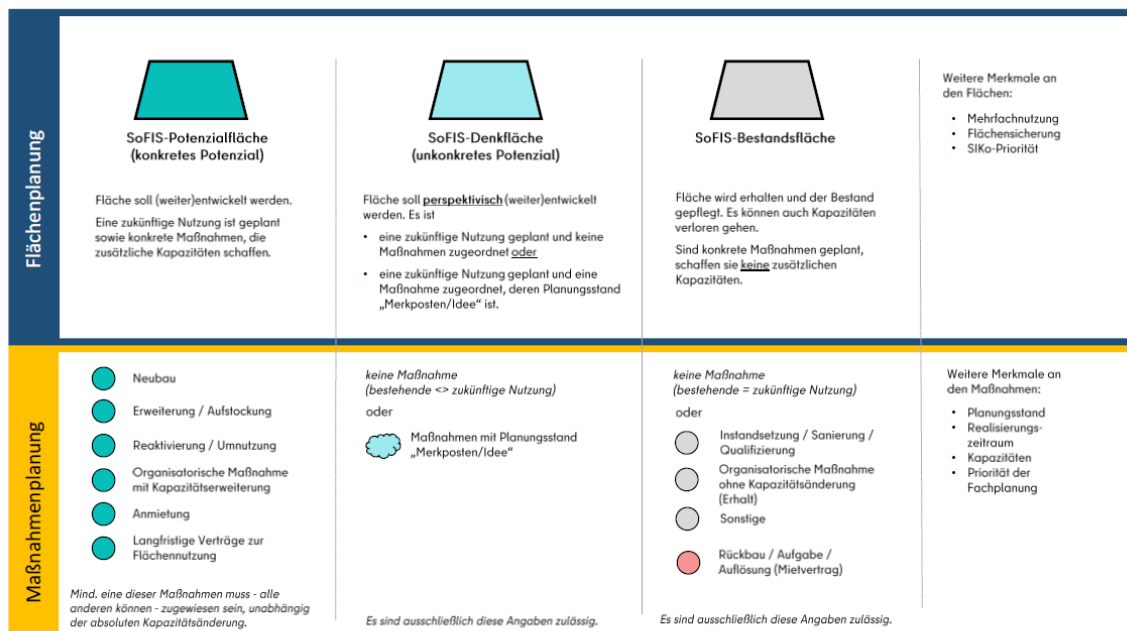 Flächenplanung
SoFIS-Potenzialfläche
(konkretes Potenzial)
Fläche soll (weiter)entwickelt werden.
Eine zukünftige Nutzung ist geplant
sowie konkrete Maßnahmen, die
zusätzliche Kapazitäten schaffen.
SoFIS-Denkfläche
(unkonkretes Potenzial)
Fläche soll perspektivisch (weiter)entwickelt
werden. Es ist
• eine zukünftige Nutzung geplant und keine
Maßnahmen zugeordnet oder
• eine zukünftige Nutzung geplant und eine
Maßnahme zugeordnet, deren Planungsstand
„Merkposten/Idee“ ist.
SoFIS-Bestandsfläche
Fläche wird erhalten und der Bestand
gepflegt. Es können auch Kapazitäten
verloren gehen.
Sind konkrete Maßnahmen geplant,
schaffen sie keine zusätzlichen
Kapazitäten.
Weitere Merkmale an
den Flächen:
• Mehrfachnutzung
• Flächensicherung
• SIKo-Priorität
Maßnahmenplanung
Neubau
Erweiterung / Aufstockung
Reaktivierung / Umnutzung
Organisatorische Maßnahme
mit Kapazitätserweiterung
Anmietung
Langfristige Verträge zur
Flächennutzung
Mind. eine dieser Maßnahmen muss - alle
anderen können - zugewiesen sein, unabhängig
der absoluten Kapazitätsänderung.
keine Maßnahme
(bestehende <> zukünftige Nutzung)
oder
Maßnahmen mit Planungsstand
„Merkposten/Idee“
Es sind ausschließlich diese Angaben zulässig.
keine Maßnahme
(bestehende = zukünftige Nutzung)
oder
Instandsetzung / Sanierung /
Qualifizierung
Organisatorische Maßnahme
ohne Kapazitätsänderung
(Erhalt)
Sonstige
Rückbau / Aufgabe /
Auflösung (Mietvertrag)
Es sind ausschließlich diese Angaben zulässig.
Weitere Merkmale an
den Maßnahmen:
• Planungsstand
• Realisierungs-
zeitraum
• Kapazitäten
• Priorität der
Fachplanung